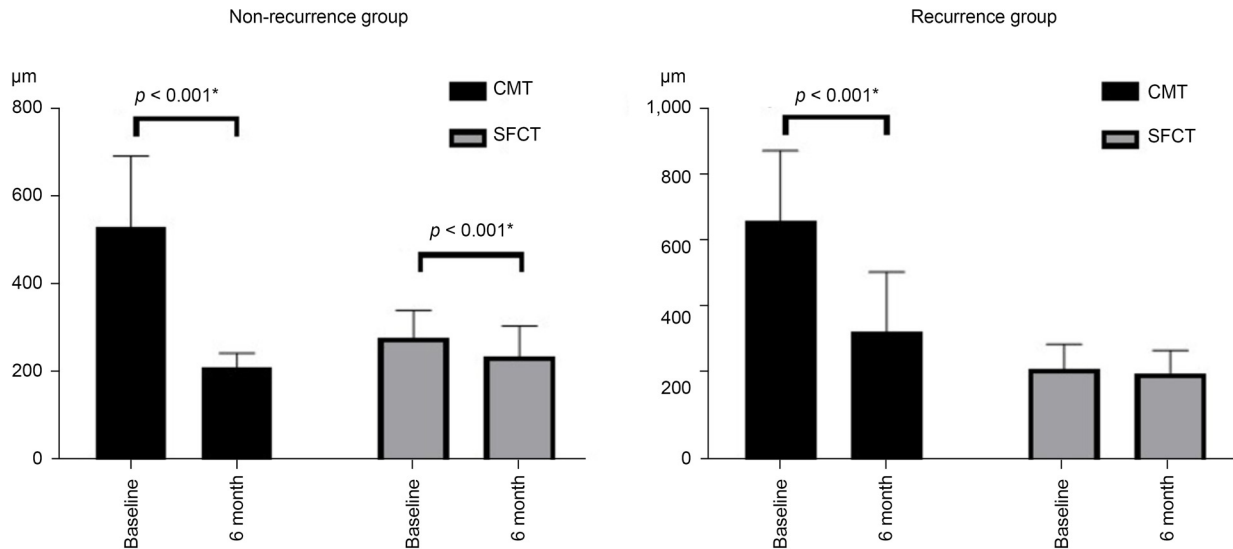 Non-recurrence group
µm
800
600
400
200
0
p < 0.001*
p < 0.001*
CMT
SFCT
Baseline
6 month
Baseline
6 month
Recurrence group
µm
1,000
800
600
400
200
0
p < 0.001*
CMT
SFCT
Baseline
6 month
Baseline
6 month